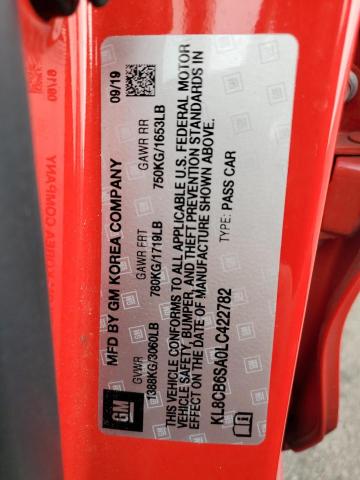 MFD BY GM KOREA COMPANY 09/19
GVWR GAWR FRT GAWR RR
1388KG/3060LB 780KG/1719LB 750KG/1653LB
THIS VEHICLE CONFORMS TO ALL APPLICABLE U.S. FEDERAL MOTOR
VEHICLE SAFETY, BUMPER, AND THEFT PREVENTION STANDARDS IN
EFFECT ON THE DATE OF MANUFACTURE SHOWN ABOVE.
KL8CB6SA0LC422782 TYPE: PASS CAR
GM